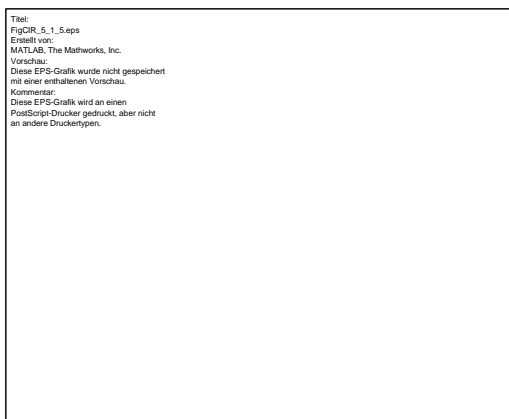 Titel:
FigCIR_5_1_5.eps
Erstellt von:
MATLAB, The Mathworks, Inc.
Vorschau:
Diese EPS-Grafik wurde nicht gespeichert
mit einer enthaltenen Vorschau.
Kommentar:
Diese EPS-Grafik wird an einen
PostScript-Drucker gedruckt, aber nicht
an andere Druckertypen.